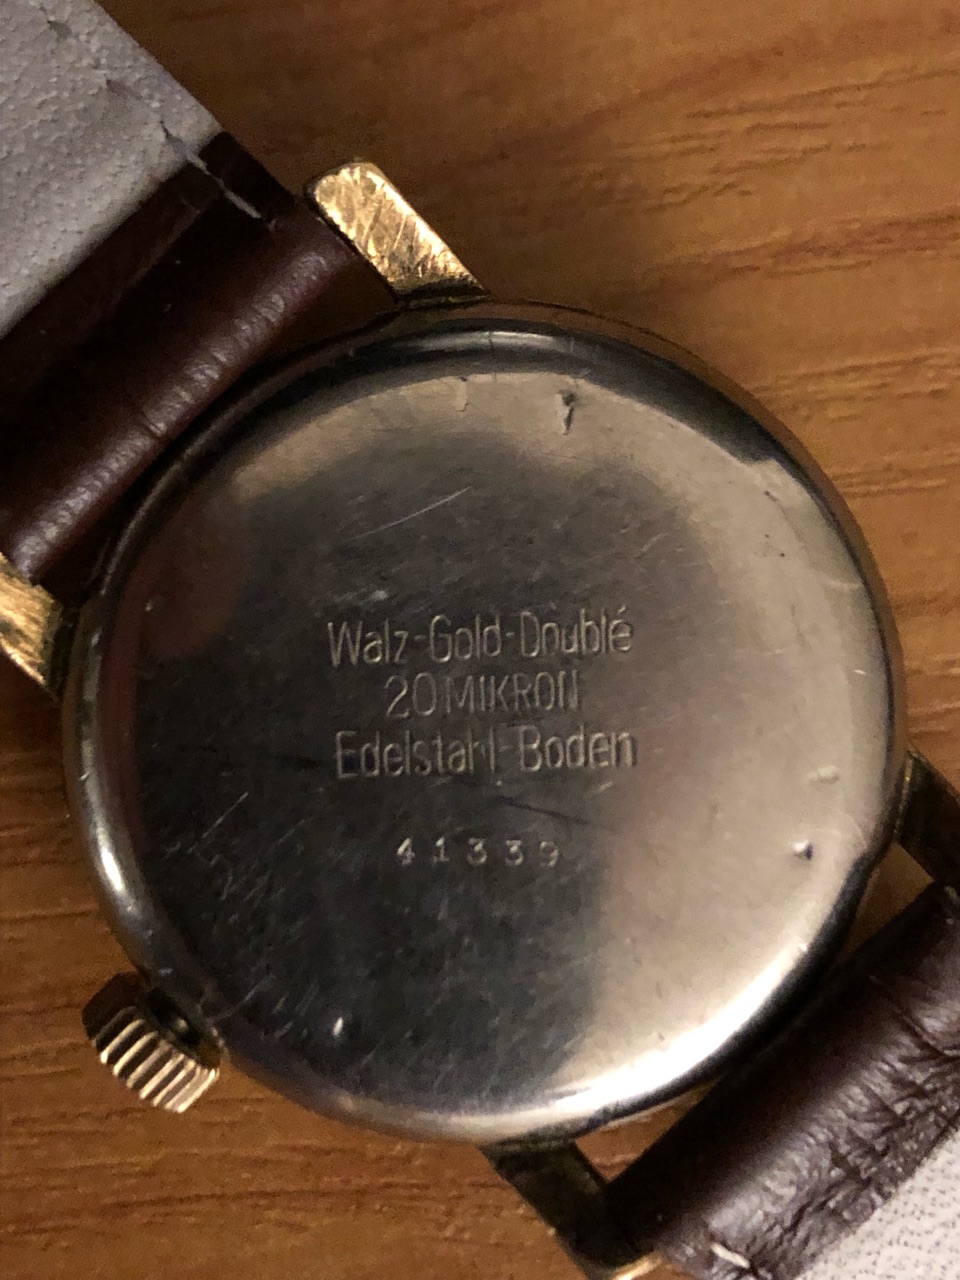 Walz-Gold-Doublé
20 MIKRON
Edelstahl-Boden
41339